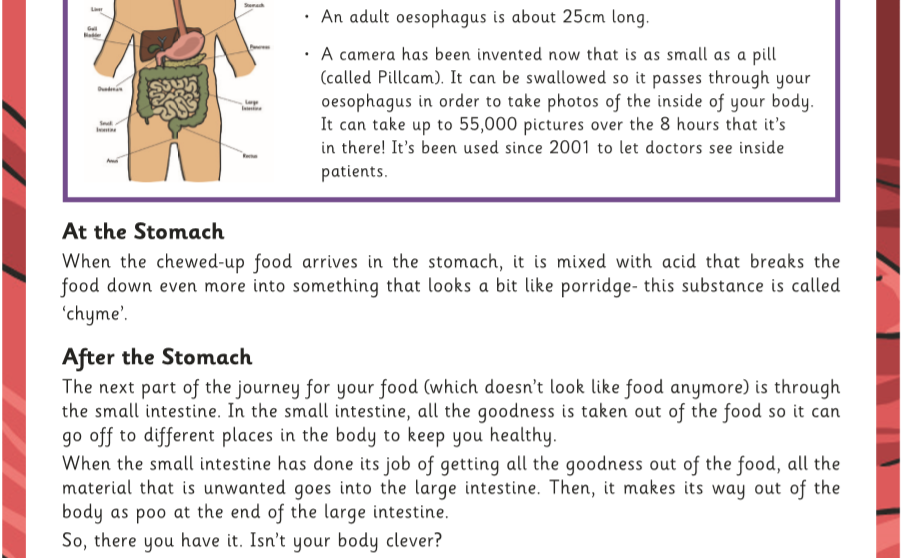 Liver
Stomach
Gall
Bladder
Pancreas
Duodenum
Large
Intestine
Small
Intestine
Anus
Rectum
• An adult oesophagus is about 25cm long.
• A camera has been invented now that is as small as a pill
(called Pillcam). It can be swallowed so it passes through your
oesophagus in order to take photos of the inside of your body.
It can take up to 55,000 pictures over the 8 hours that it’s
in there! It’s been used since 2001 to let doctors see inside
patients.
At the Stomach
When the chewed-up food arrives in the stomach, it is mixed with acid that breaks the
food down even more into something that looks a bit like porridge- this substance is called
‘chyme’.
After the Stomach
The next part of the journey for your food (which doesn’t look like food anymore) is through
the small intestine. In the small intestine, all the goodness is taken out of the food so it can
go off to different places in the body to keep you healthy.
When the small intestine has done its job of getting all the goodness out of the food, all the
material that is unwanted goes into the large intestine. Then, it makes its way out of the
body as poo at the end of the large intestine.
So, there you have it. Isn’t your body clever?